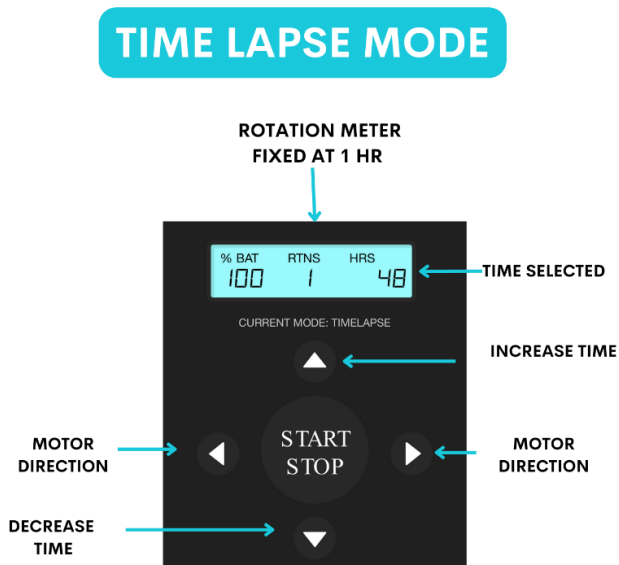 TIME LAPSE MODE
ROTATION METER
FIXED AT 1 HR
% BAT RTNS HRS
100 1 48
TIME SELECTED
CURRENT MODE: TIMELAPSE
INCREASE TIME
START
STOP
MOTOR
DIRECTION
MOTOR
DIRECTION
DECREASE
TIME